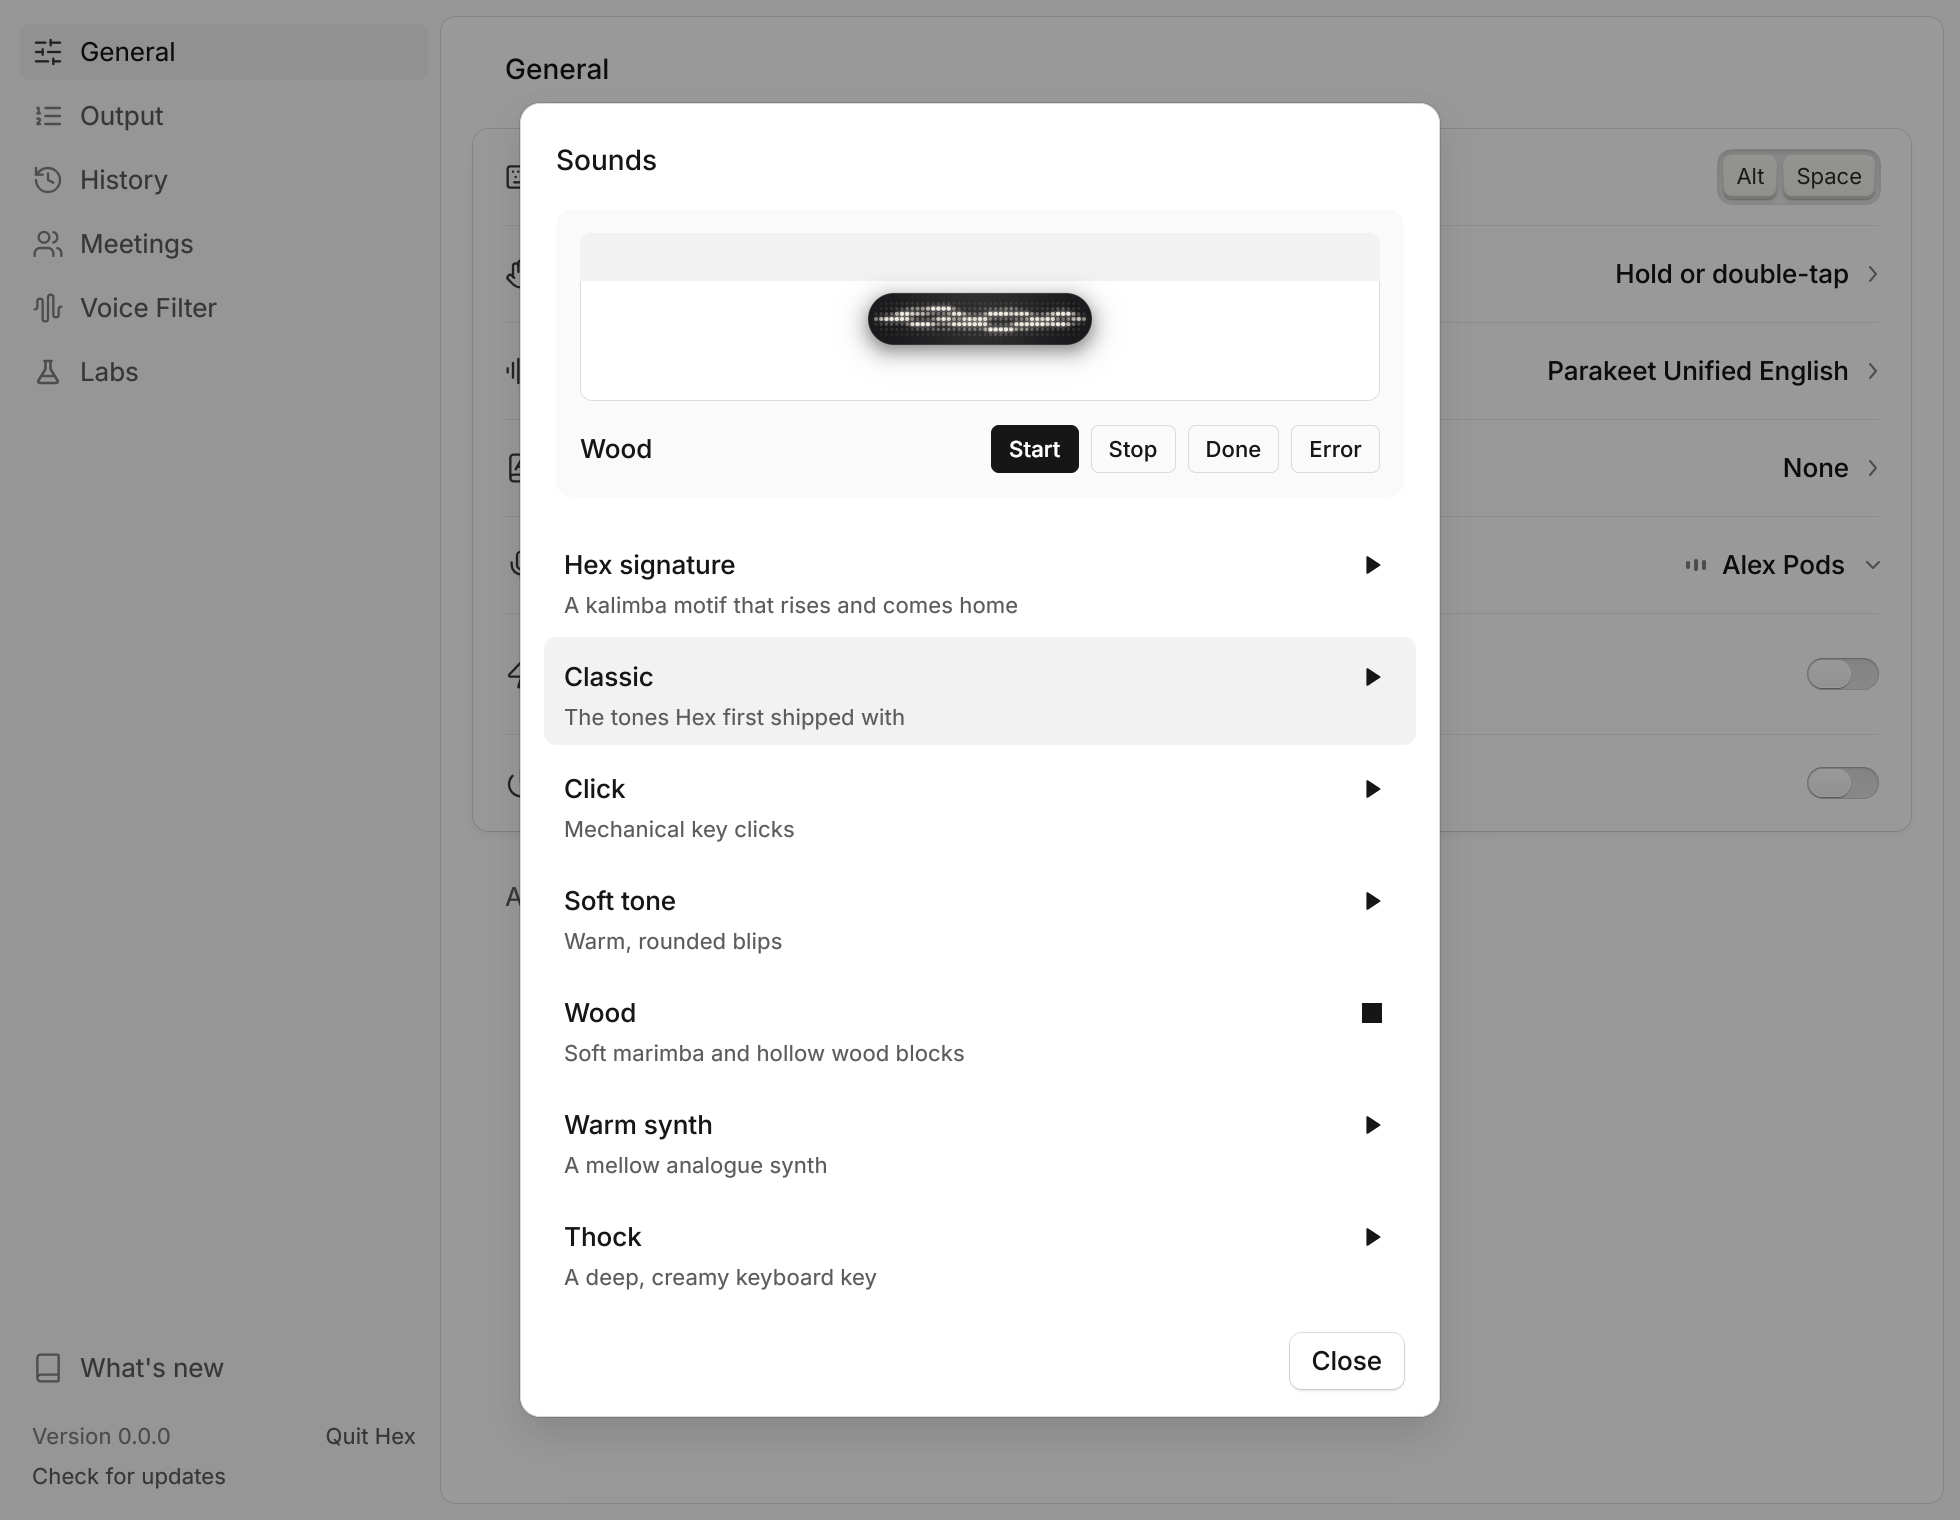 General
Output
History
Meetings
Voice Filter
Labs
What's new
Version 0.0.0
Quit Hex
Check for updates
General
Alt Space
Hold or double-tap
Parakeet Unified English
None
Alex Pods
Sounds
Wood
Start
Stop
Done
Error
Hex signature
A kalimba motif that rises and comes home
Classic
The tones Hex first shipped with
Click
Mechanical key clicks
Soft tone
Warm, rounded blips
Wood
Soft marimba and hollow wood blocks
Warm synth
A mellow analogue synth
Thock
A deep, creamy keyboard key
Close